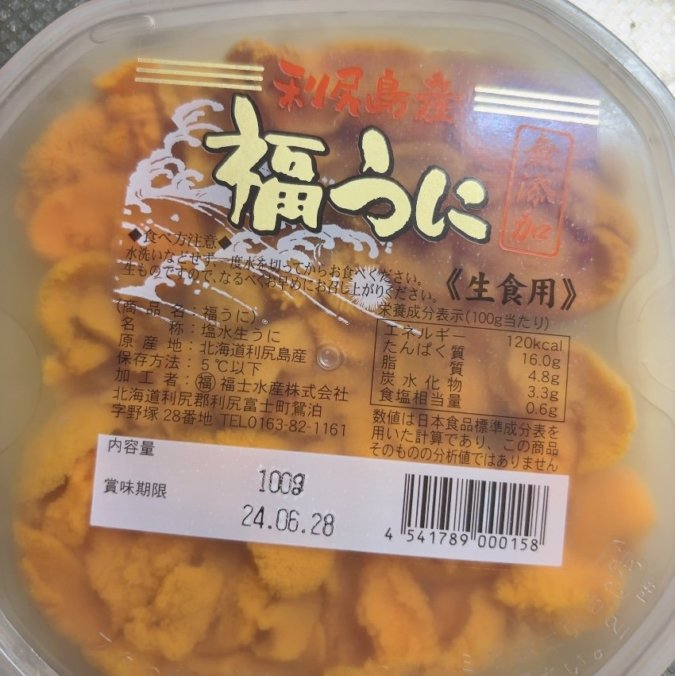 利尻島産
福うに
無添加
◆食べ方注意◆
水洗いなどせず、一度水を切ってからお食べください。
生ものですので、なるべくお早めにお召し上がりください。
《生食用》
(商品名:福うに)
名称:塩水生うに
原産地:北海道利尻島産
保存方法:5℃以下
加工者:㊝福士水産株式会社
北海道利尻郡利尻富士町鴛泊
字野塚28番地 TEL0163-82-1161
栄養成分表示(100g当たり)
エネルギー 120kcal
たんぱく質 16.0g
脂質 4.8g
炭水化物 3.3g
食塩相当量 0.6g
数値は日本食品標準成分表を
用いた計算であり、この商品
そのものの分析値ではありません
内容量 100g
賞味期限 24.06.28
4 541789 000158